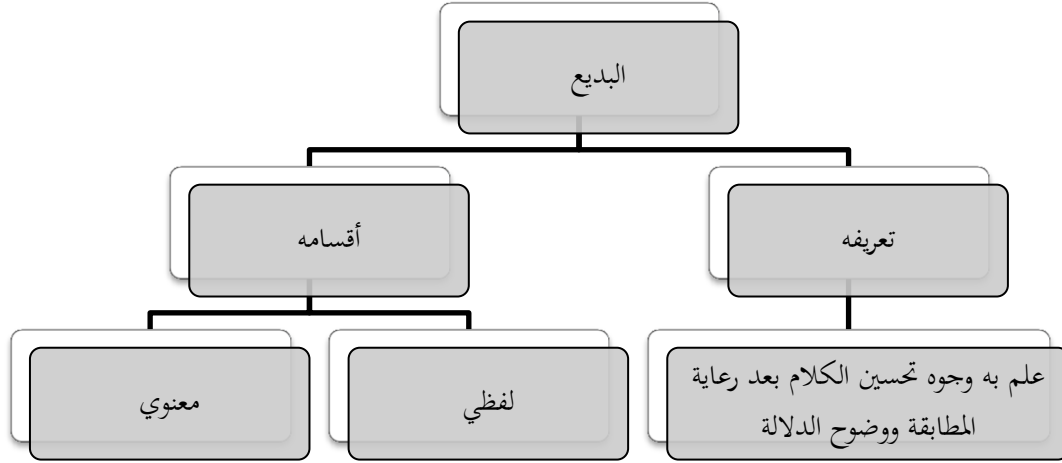 البديع
تعريفه
أقسامه
علم به وجوه تحسين الكلام بعد رعاية
المطابقة ووضوح الدلالة
لفظي
معنوي